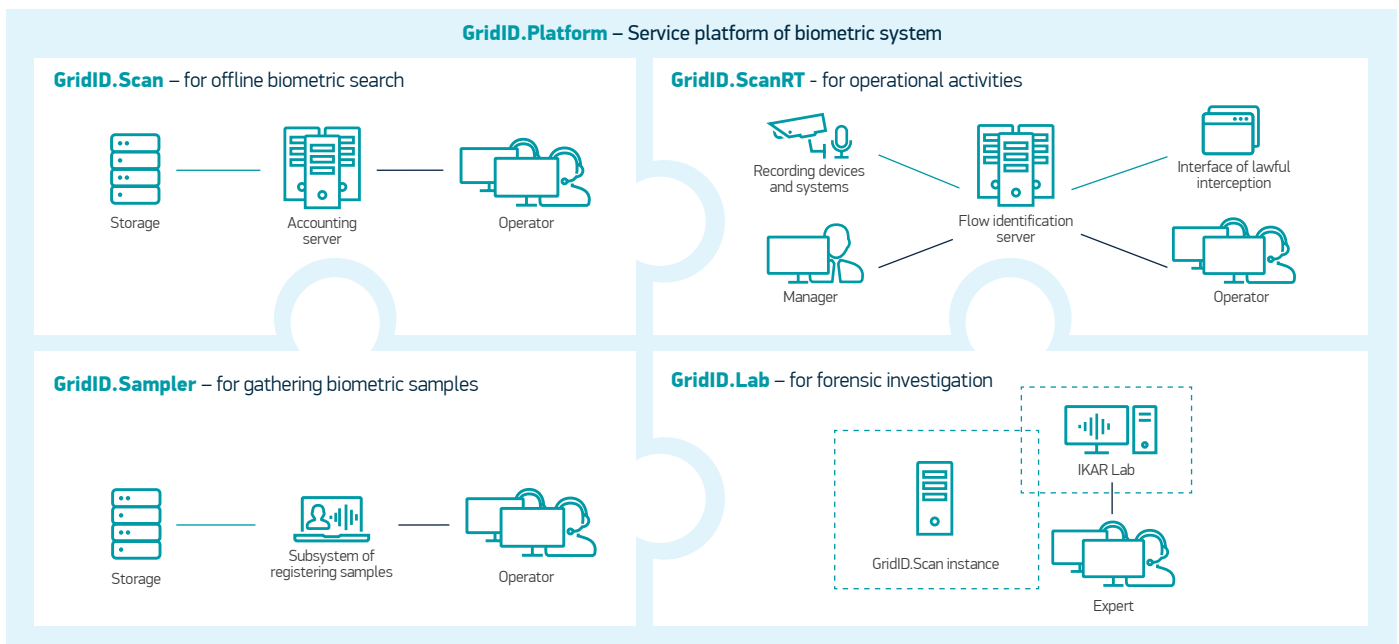 GridID.Platform – Service platform of biometric system
GridID.Scan – for offline biometric search
Storage
Accounting
server
Operator
GridID.ScanRT - for operational activities
Recording devices
and systems
Interface of lawful
interception
Flow identification
server
Manager
Operator
GridID.Sampler – for gathering biometric samples
Storage
Subsystem of
registering samples
Operator
GridID.Lab – for forensic investigation
IKAR Lab
GridID.Scan instance
Expert